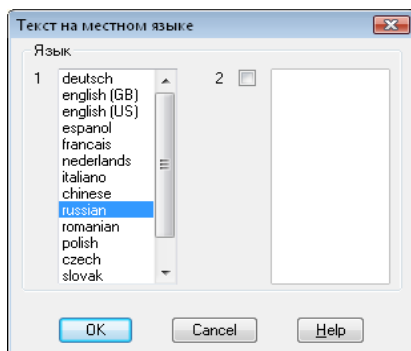 Текст на местном языке
Язык
1
deutsch
english (GB)
english (US)
espanol
francais
nederlands
italiano
chinese
russian
romanian
polish
czech
slovak
2
OK
Cancel
Help